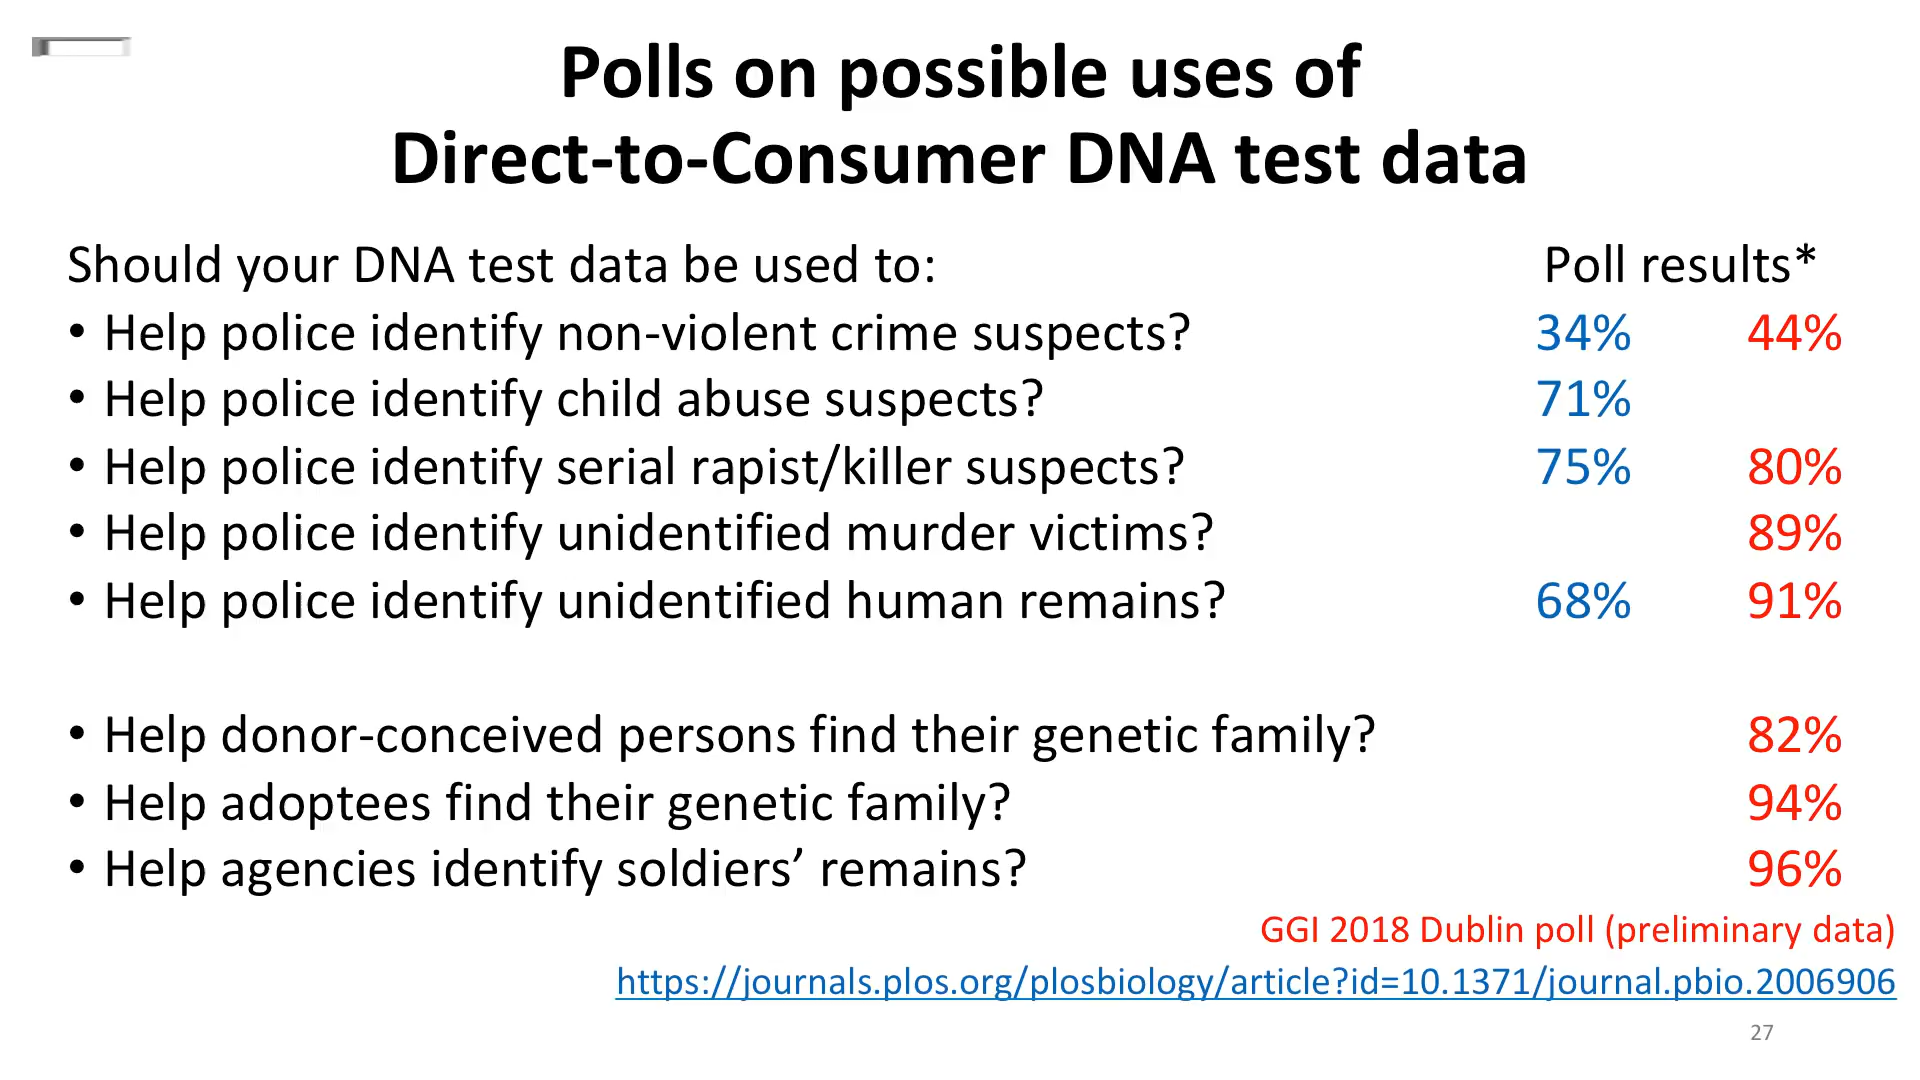 Polls on possible uses of
Direct-to-Consumer DNA test data
Should your DNA test data be used to: Poll results*
• Help police identify non-violent crime suspects? 34% 44%
• Help police identify child abuse suspects? 71%
• Help police identify serial rapist/killer suspects? 75% 80%
• Help police identify unidentified murder victims? 89%
• Help police identify unidentified human remains? 68% 91%
• Help donor-conceived persons find their genetic family? 82%
• Help adoptees find their genetic family? 94%
• Help agencies identify soldiers’ remains? 96%
GGI 2018 Dublin poll (preliminary data)
https://journals.plos.org/plosbiology/article?id=10.1371/journal.pbio.2006906
27